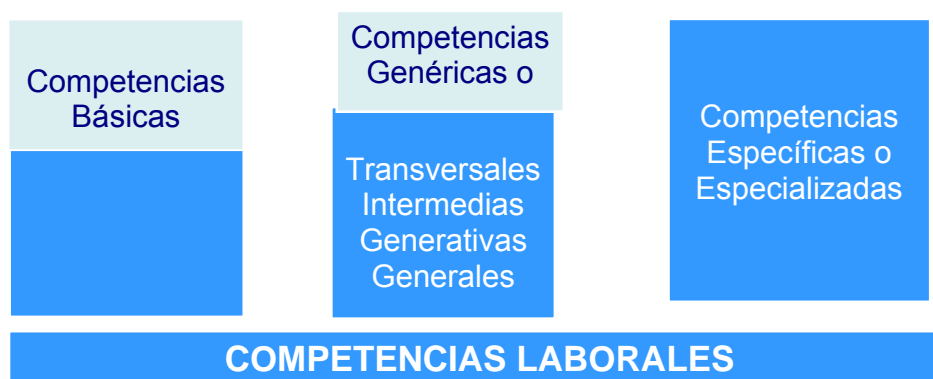 Competencias
Básicas
Competencias
Genéricas o
Transversales
Intermedias
Generativas
Generales
Competencias
Específicas o
Especializadas
COMPETENCIAS LABORALES